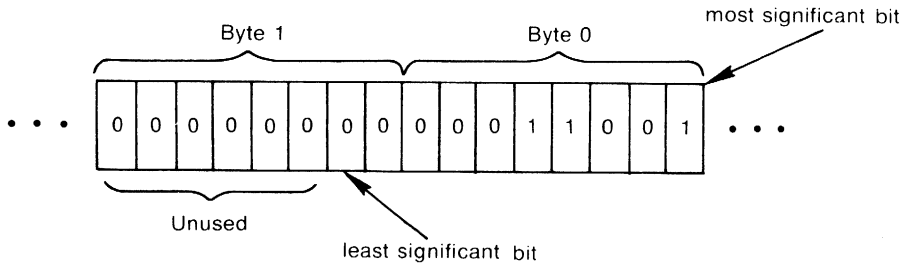 most significant bit
Byte 1 Byte 0
• • • 0 0 0 0 0 0 0 0 0 0 0 1 1 0 0 1 • • •
Unused
least significant bit